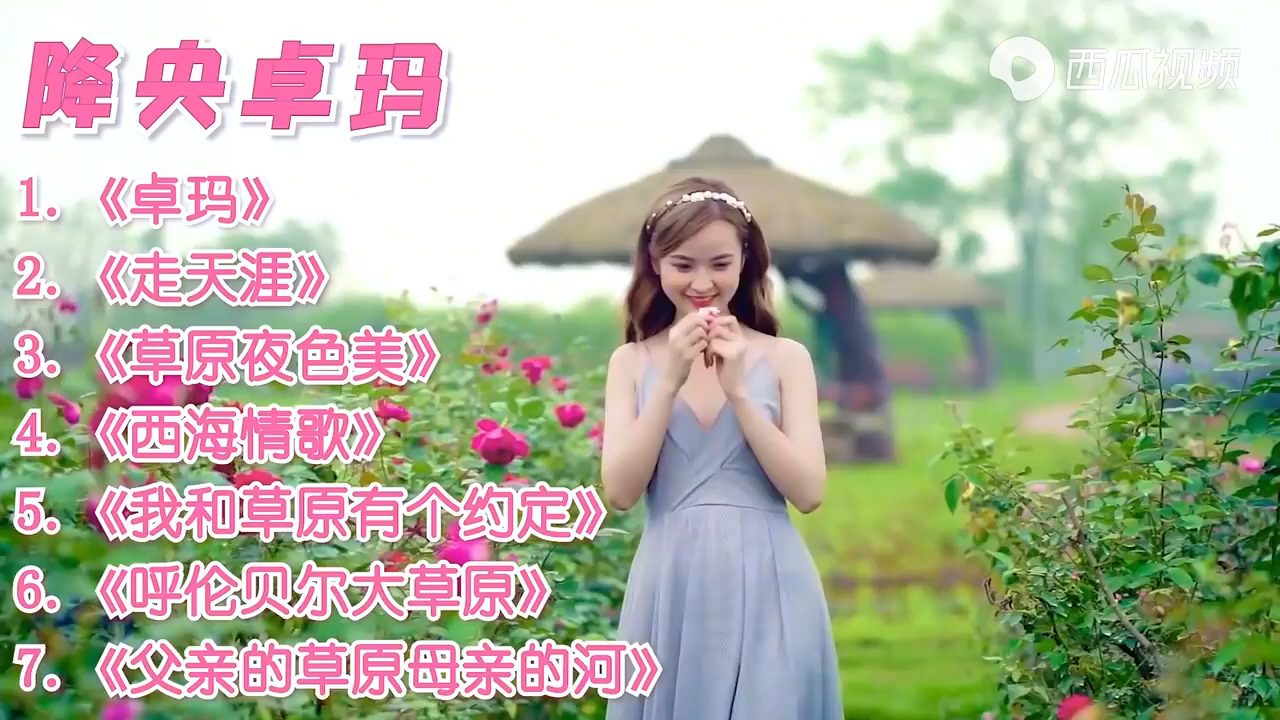 降央卓玛
西瓜视频
1. 《卓玛》
2. 《走天涯》
3. 《草原夜色美》
4. 《西海情歌》
5. 《我和草原有个约定》
6. 《呼伦贝尔大草原》
7. 《父亲的草原母亲的河》